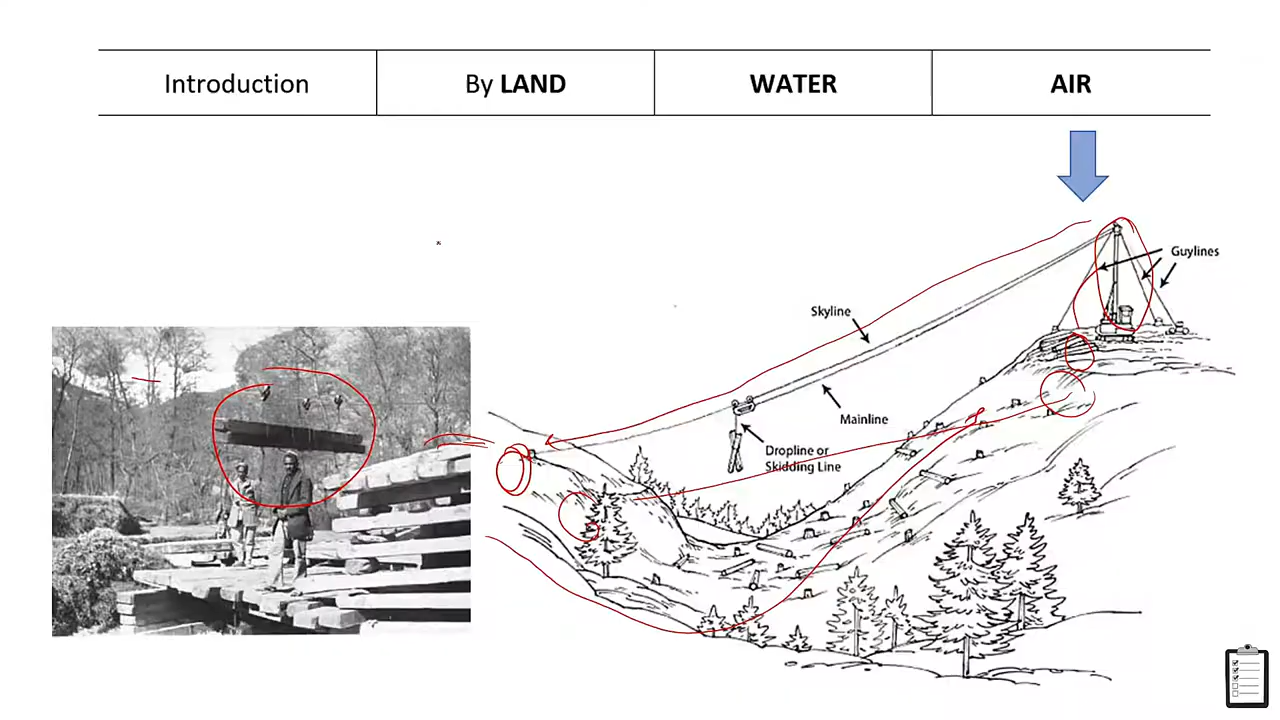 Introduction
By LAND
WATER
AIR
Guylines
Skyline
Mainline
Dropline or
Skidding Line